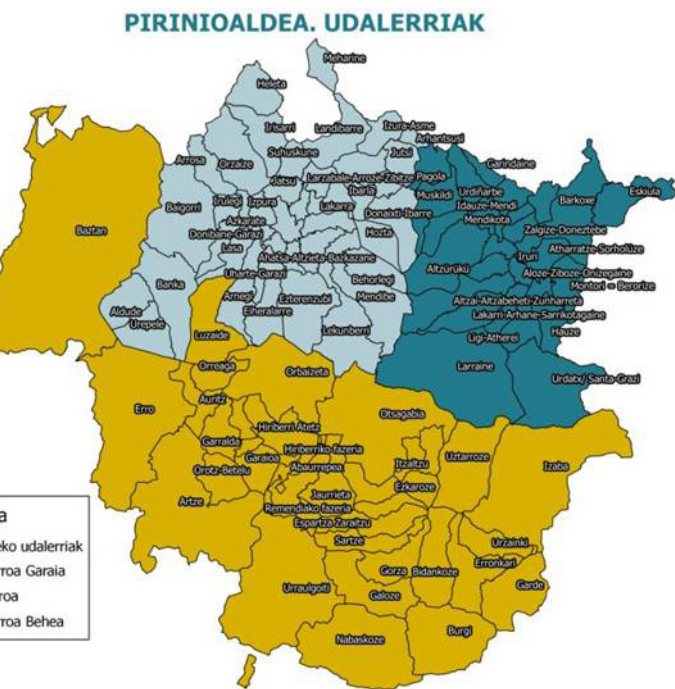 PIRINIOALDEA. UDALERRIAK
Meharine
Heleta
Irisarri
Landibarre
Izura-Asme
Arhantsusi
Suhuskune
Jutsi
Garindaine
Arrosa
Orzaize
Larzabale-Arroze-Zibitze
Pagola
Jatsu
Ibarla
Muskildi
Urdiñarbe
Barkoxe
Eskiula
Baigorri
Irulegi
Izpura
Lakarra
Idauze-Mendi
Donaixti-Ibarre
Mendikota
Azkarate
Baztan
Donibane-Garazi
Hozta
Zalgize-Doneztebe
Lasa
Atharratze-Sorholuze
Ahatsa-Altzieta-Bazkazane
Iruri
Altzürükü
Aloze-Ziboze-Onizegaine
Uharte-Garazi
Banka
Behorlegi
Montori = Berorize
Arnegi
Ezterenzubi
Mendibe
Altzai-Altzabeheti-Zunharreta
Aldude
Eiheralarre
Lakarri-Arhane-Sarrikotagaine
Urepele
Lekunberri
Hauze
Luzaide
Ligi-Atherei
Orreaga
Orbaizeta
Larraine
Urdatx/ Santa-Grazi
Auritz
Erro
Otsagabia
Hiriberri Atetz
Garralda
Hiriberriko fazeria
Uztarroze
Garaioa
Itzaltzu
Izaba
Orotz-Betelu
Abaurrepea
Ezkaroze
Artze
Jaurrieta
Remendiako fazeria
Espartza-Zaraitzu
Sartze
Urzainki
Erronkari
Gorza
Bidankoze
Urraulgoiti
Galoze
Garde
Nabaskoze
Burgi
a
eko udalerriak
rroa Garaia
roa
rroa Behea